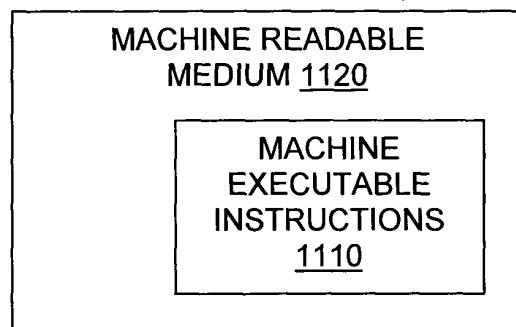 MACHINE READABLE
MEDIUM 1120
MACHINE
EXECUTABLE
INSTRUCTIONS
1110